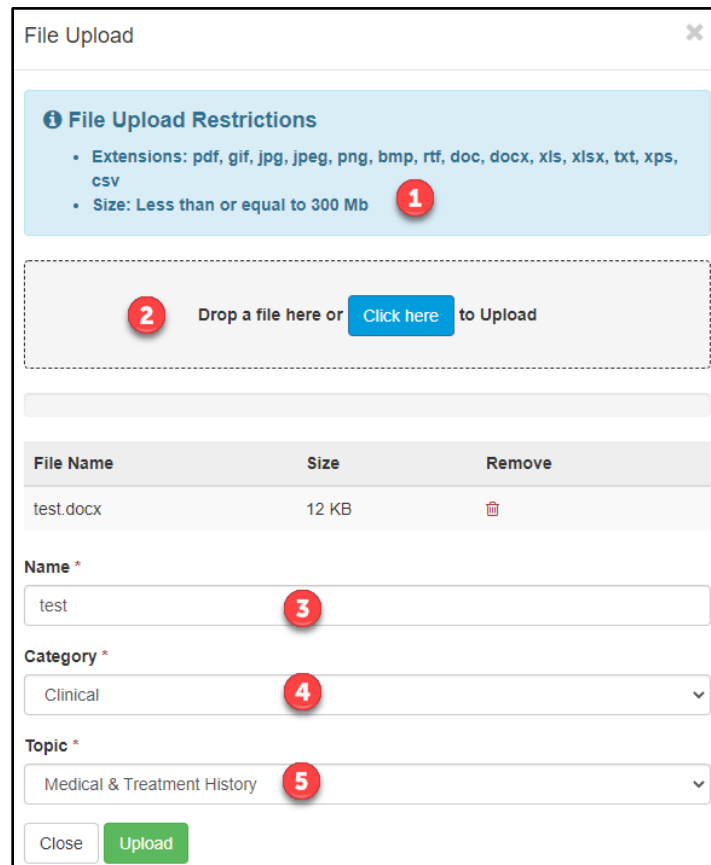 File Upload ×
File Upload Restrictions
• Extensions: pdf, gif, jpg, jpeg, png, bmp, rtf, doc, docx, xls, xlsx, txt, xps,
csv
• Size: Less than or equal to 300 Mb 1
2 Drop a file here or Click here to Upload
File Name Size Remove
test.docx 12 KB
Name *
test 3
Category *
Clinical 4
Topic *
Medical & Treatment History 5
Close Upload